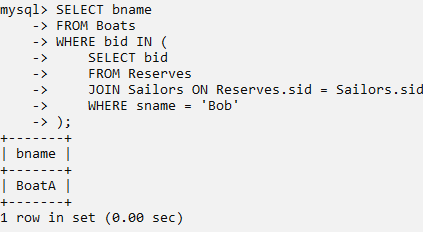 mysql> SELECT bname
    -> FROM Boats
    -> WHERE bid IN (
    ->     SELECT bid
    ->     FROM Reserves
    ->     JOIN Sailors ON Reserves.sid = Sailors.sid
    ->     WHERE sname = 'Bob'
    -> );
+-------+
| bname |
+-------+
| BoatA |
+-------+
1 row in set (0.00 sec)